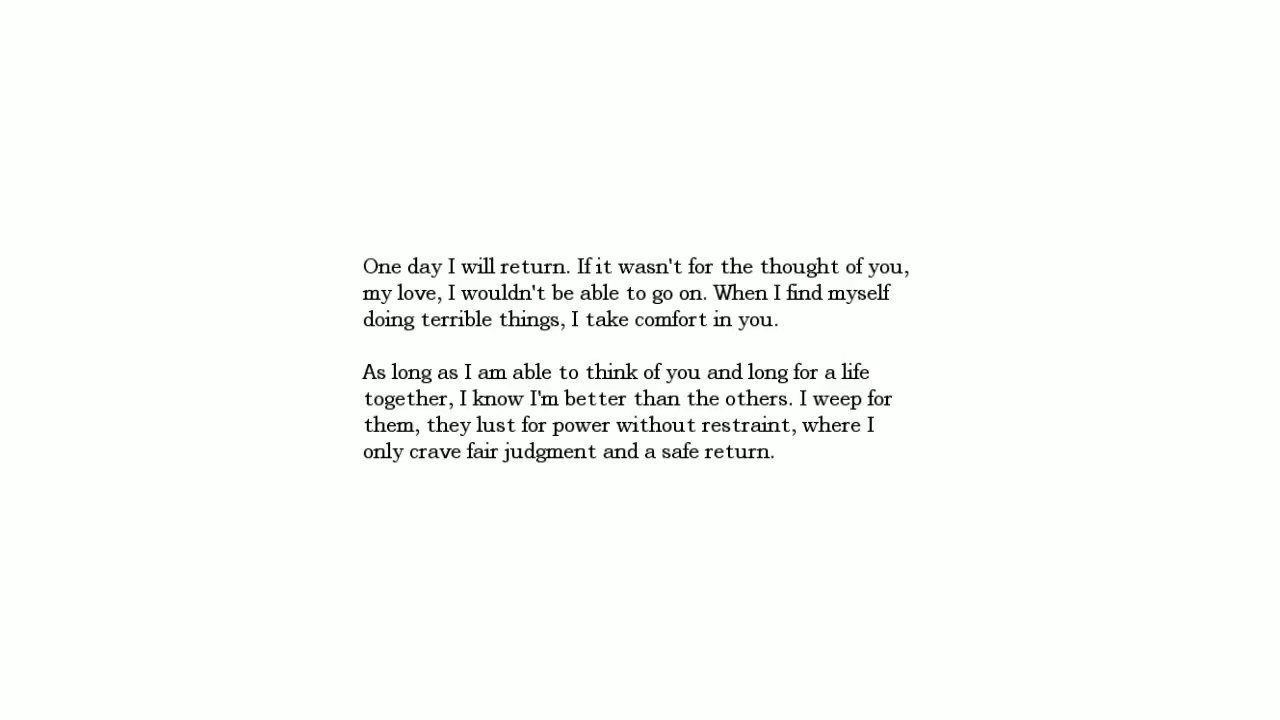 One day I will return. If it wasn't for the thought of you,
my love, I wouldn't be able to go on. When I find myself
doing terrible things, I take comfort in you.
As long as I am able to think of you and long for a life
together, I know I'm better than the others. I weep for
them, they lust for power without restraint, where I
only crave fair judgment and a safe return.